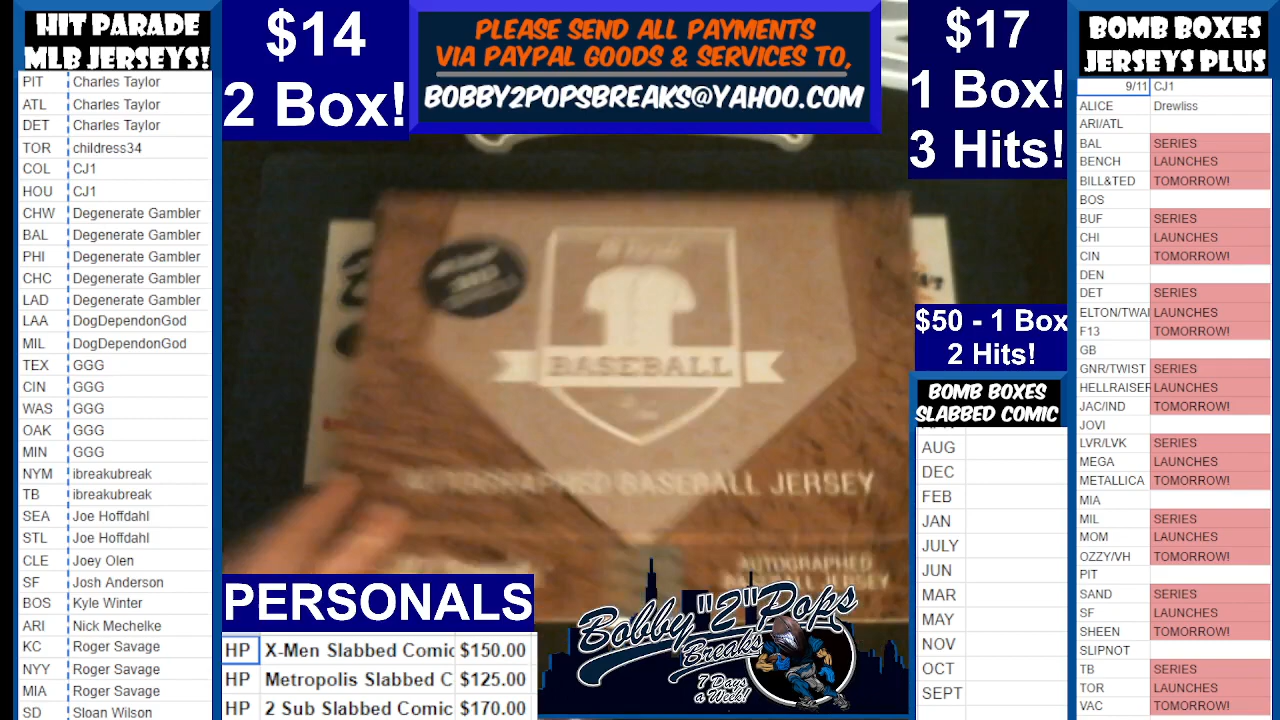 HIT PARADE
MLB JERSEYS!
PIT Charles Taylor
ATL Charles Taylor
DET Charles Taylor
TOR childress34
COL CJ1
HOU CJ1
CHW Degenerate Gambler
BAL Degenerate Gambler
PHI Degenerate Gambler
CHC Degenerate Gambler
LAD Degenerate Gambler
LAA DogDependonGod
MIL DogDependonGod
TEX GGG
CIN GGG
WAS GGG
OAK GGG
MIN GGG
NYM ibreakubreak
TB ibreakubreak
SEA Joe Hoffdahl
STL Joe Hoffdahl
CLE Joey Olen
SF Josh Anderson
BOS Kyle Winter
ARI Nick Mechelke
KC Roger Savage
NYY Roger Savage
MIA Roger Savage
SD Sloan Wilson
$14
2 Box!
PLEASE SEND ALL PAYMENTS
VIA PAYPAL GOODS & SERVICES TO,
BOBBY2POPSBREAKS@YAHOO.COM
BASEBALL
AUTOGRAPHED BASEBALL JERSEY
AUTOGRAPHED
BASEBALL JERSEY
PERSONALS
HP X-Men Slabbed Comic $150.00
HP Metropolis Slabbed C $125.00
HP 2 Sub Slabbed Comic $170.00
Bobby "2" Pops
Breaks
7 Days
a Week!
$17
1 Box!
3 Hits!
$50 - 1 Box
2 Hits!
BOMB BOXES
SLABBED COMIC
AUG
DEC
FEB
JAN
JULY
JUN
MAR
MAY
NOV
OCT
SEPT
BOMB BOXES
JERSEYS PLUS
9/11 CJ1
ALICE Drewliss
ARI/ATL
BAL SERIES
BENCH LAUNCHES
BILL&TED TOMORROW!
BOS
BUF SERIES
CHI LAUNCHES
CIN TOMORROW!
DEN
DET SERIES
ELTON/TWAI LAUNCHES
F13 TOMORROW!
GB
GNR/TWIST SERIES
HELLRAISER LAUNCHES
JAC/IND TOMORROW!
JOVI
LVR/LVK SERIES
MEGA LAUNCHES
METALLICA TOMORROW!
MIA
MIL SERIES
MOM LAUNCHES
OZZY/VH TOMORROW!
PIT
SAND SERIES
SF LAUNCHES
SHEEN TOMORROW!
SLIPNOT
TB SERIES
TOR LAUNCHES
VAC TOMORROW!